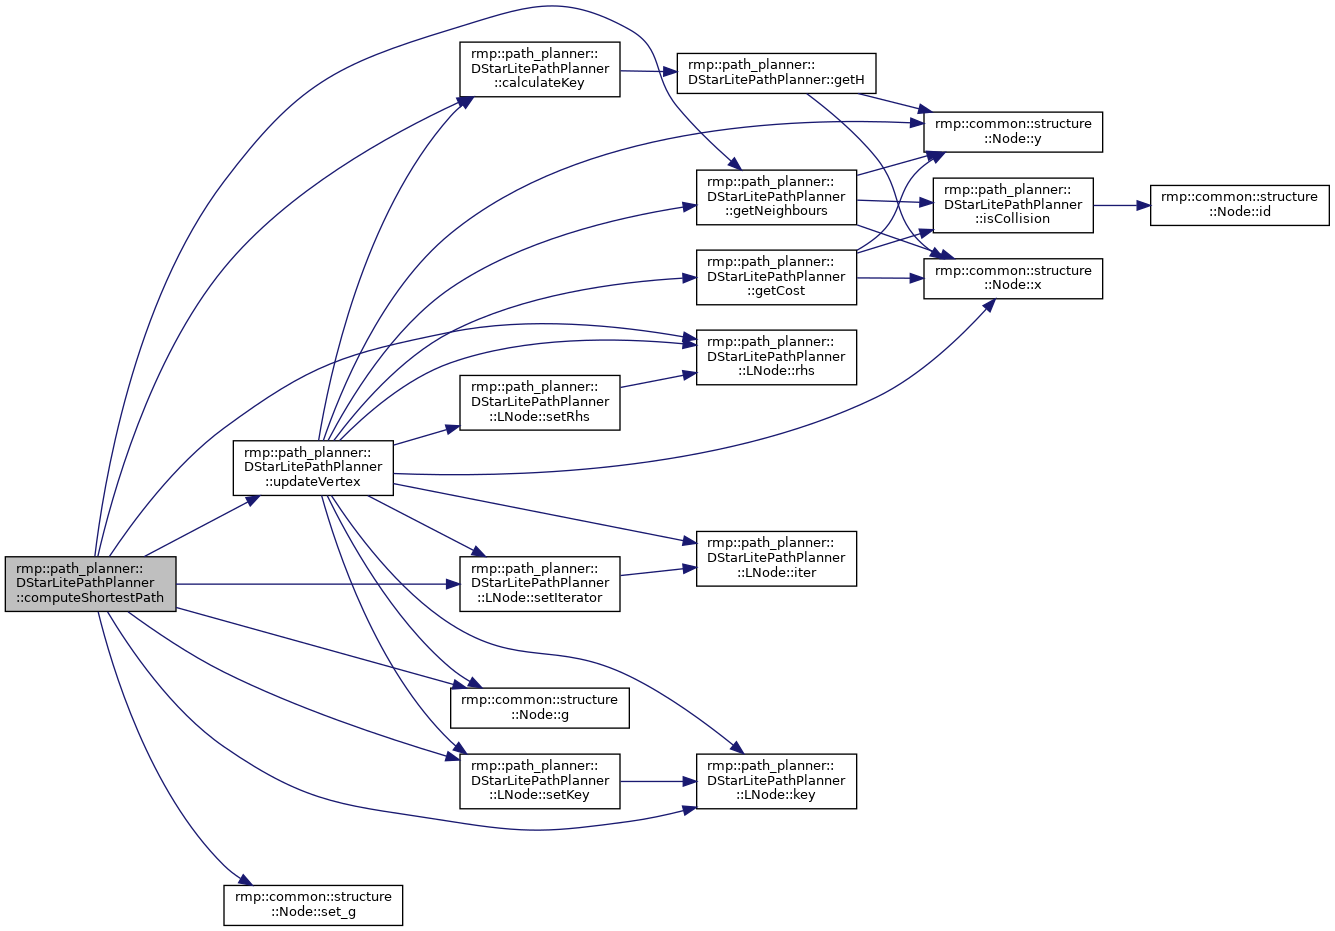 rmp::path_planner::
DStarLitePathPlanner
::calculateKey
rmp::path_planner::
DStarLitePathPlanner::getH
rmp::common::structure
::Node::y
rmp::path_planner::
DStarLitePathPlanner
::getNeighbours
rmp::path_planner::
DStarLitePathPlanner
::isCollision
rmp::common::structure
::Node::id
rmp::path_planner::
DStarLitePathPlanner
::getCost
rmp::common::structure
::Node::x
rmp::path_planner::
DStarLitePathPlanner
::LNode::rhs
rmp::path_planner::
DStarLitePathPlanner
::LNode::setRhs
rmp::path_planner::
DStarLitePathPlanner
::updateVertex
rmp::path_planner::
DStarLitePathPlanner
::LNode::iter
rmp::path_planner::
DStarLitePathPlanner
::computeShortestPath
rmp::path_planner::
DStarLitePathPlanner
::LNode::setIterator
rmp::common::structure
::Node::g
rmp::path_planner::
DStarLitePathPlanner
::LNode::setKey
rmp::path_planner::
DStarLitePathPlanner
::LNode::key
rmp::common::structure
::Node::set_g